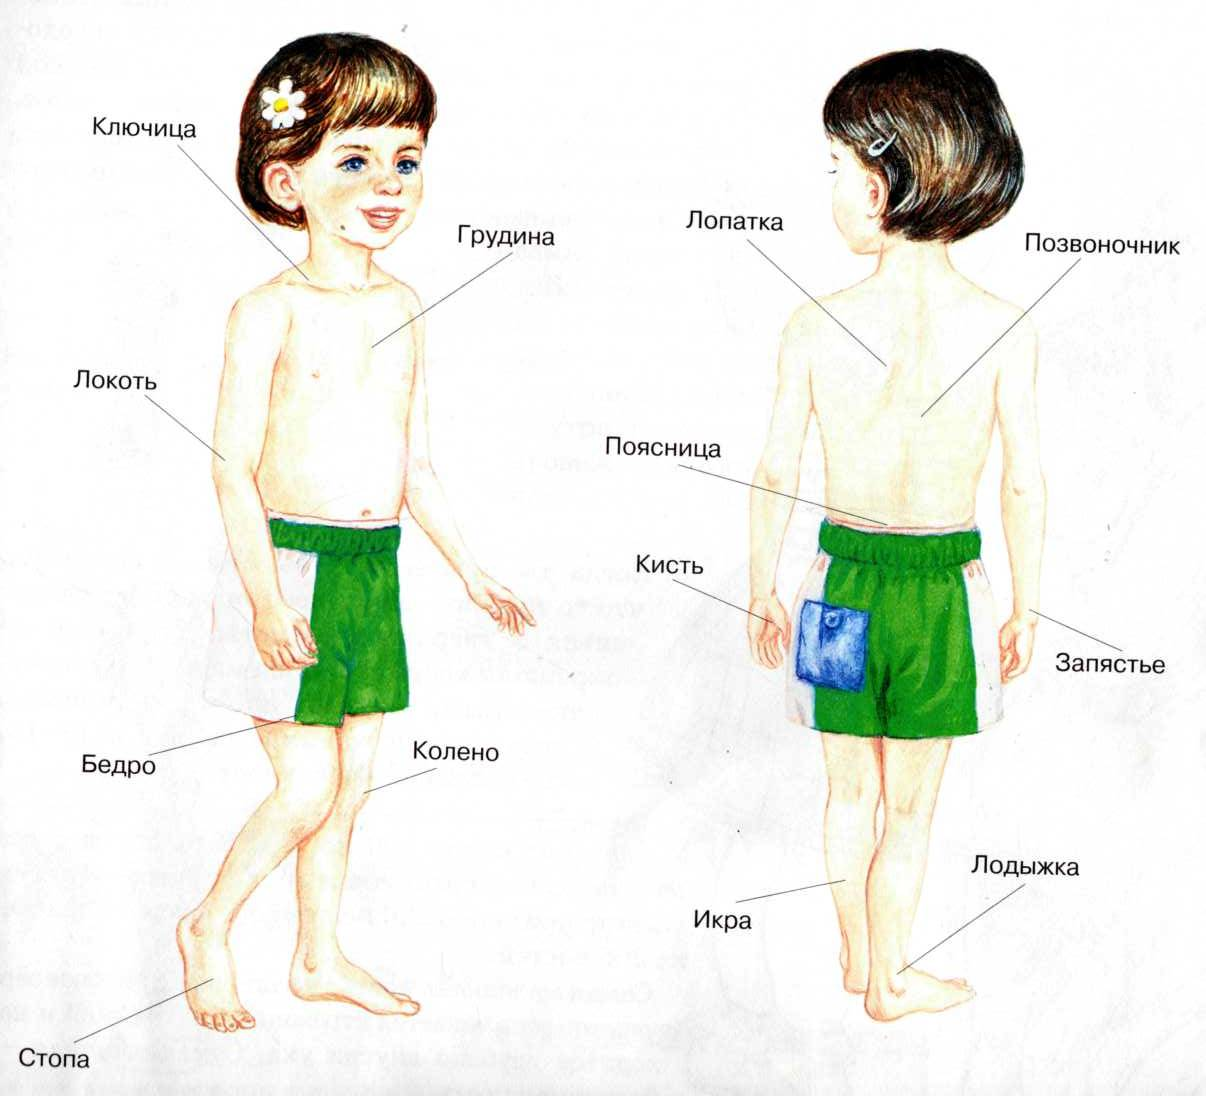 Ключица
Грудина
Локоть
Бедро
Колено
Стопа
Лопатка
Позвоночник
Поясница
Кисть
Запястье
Лодыжка
Икра